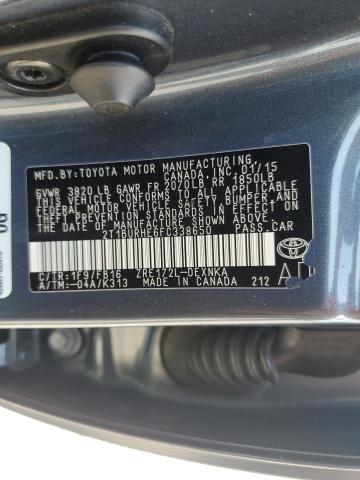 MFD.BY:TOYOTA MOTOR MANUFACTURING
CANADA,INC. 01/15
GVWR 3820LB GAWR FR 2020LB RR 1850LB
THIS VEHICLE CONFORMS TO ALL APPLICABLE
FEDERAL MOTOR VEHICLE SAFETY, BUMPER, AND
THEFT PREVENTION STANDARDS IN EFFECT ON
THE DATE OF MANUFACTURE SHOWN ABOVE.
2T1BURHE6FC338650 PASS.CAR
C/TR:1F9/FB16 ZRE172L-DEXNKA
A/TM:-04A/K313 MADE IN CANADA 212